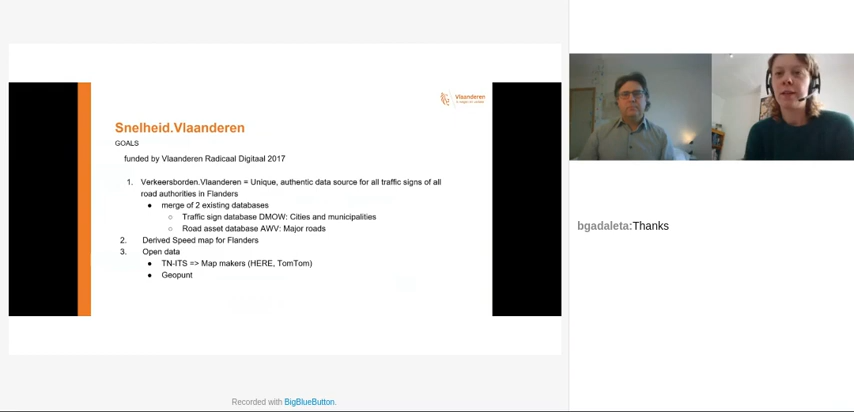 Vlaanderen
Snelheid.Vlaanderen
GOALS
funded by Vlaanderen Radicaal Digitaal 2017
1. Verkeersborden.Vlaanderen = Unique, authentic data source for all traffic signs of all
road authorities in Flanders
● merge of 2 existing databases
○ Traffic sign database DMOW: Cities and municipalities
○ Road asset database AWV: Major roads
2. Derived Speed map for Flanders
3. Open data
● TN-ITS => Map makers (HERE, TomTom)
● Geopunt
bgadaleta:Thanks
Recorded with BigBlueButton.